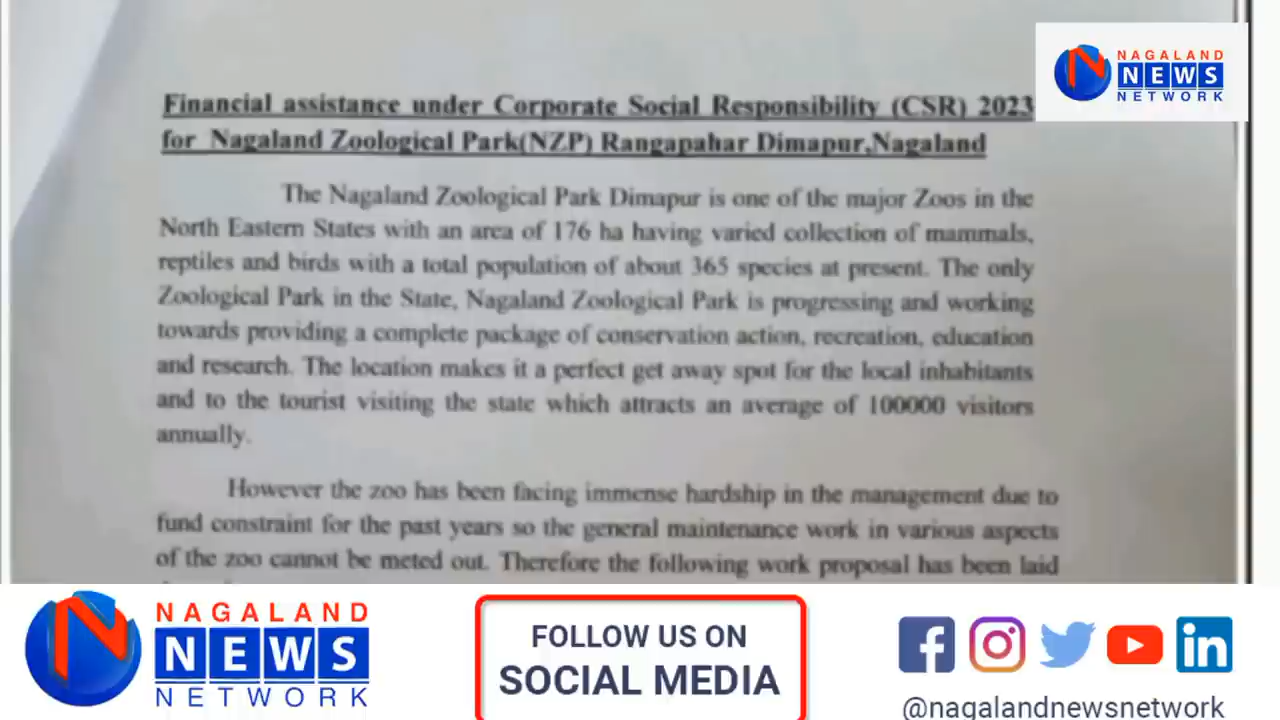 NAGALAND
NEWS
NETWORK
Financial assistance under Corporate Social Responsibility (CSR) 2023
for Nagaland Zoological Park(NZP) Rangapahar Dimapur,Nagaland
The Nagaland Zoological Park Dimapur is one of the major Zoos in the
North Eastern States with an area of 176 ha having varied collection of mammals,
reptiles and birds with a total population of about 365 species at present. The only
Zoological Park in the State, Nagaland Zoological Park is progressing and working
towards providing a complete package of conservation action, recreation, education
and research. The location makes it a perfect get away spot for the local inhabitants
and to the tourist visiting the state which attracts an average of 100000 visitors
annually.
However the zoo has been facing immense hardship in the management due to
fund constraint for the past years so the general maintenance work in various aspects
of the zoo cannot be meted out. Therefore the following work proposal has been laid
NAGALAND
NEWS
NETWORK
FOLLOW US ON
SOCIAL MEDIA
@nagalandnewsnetwork